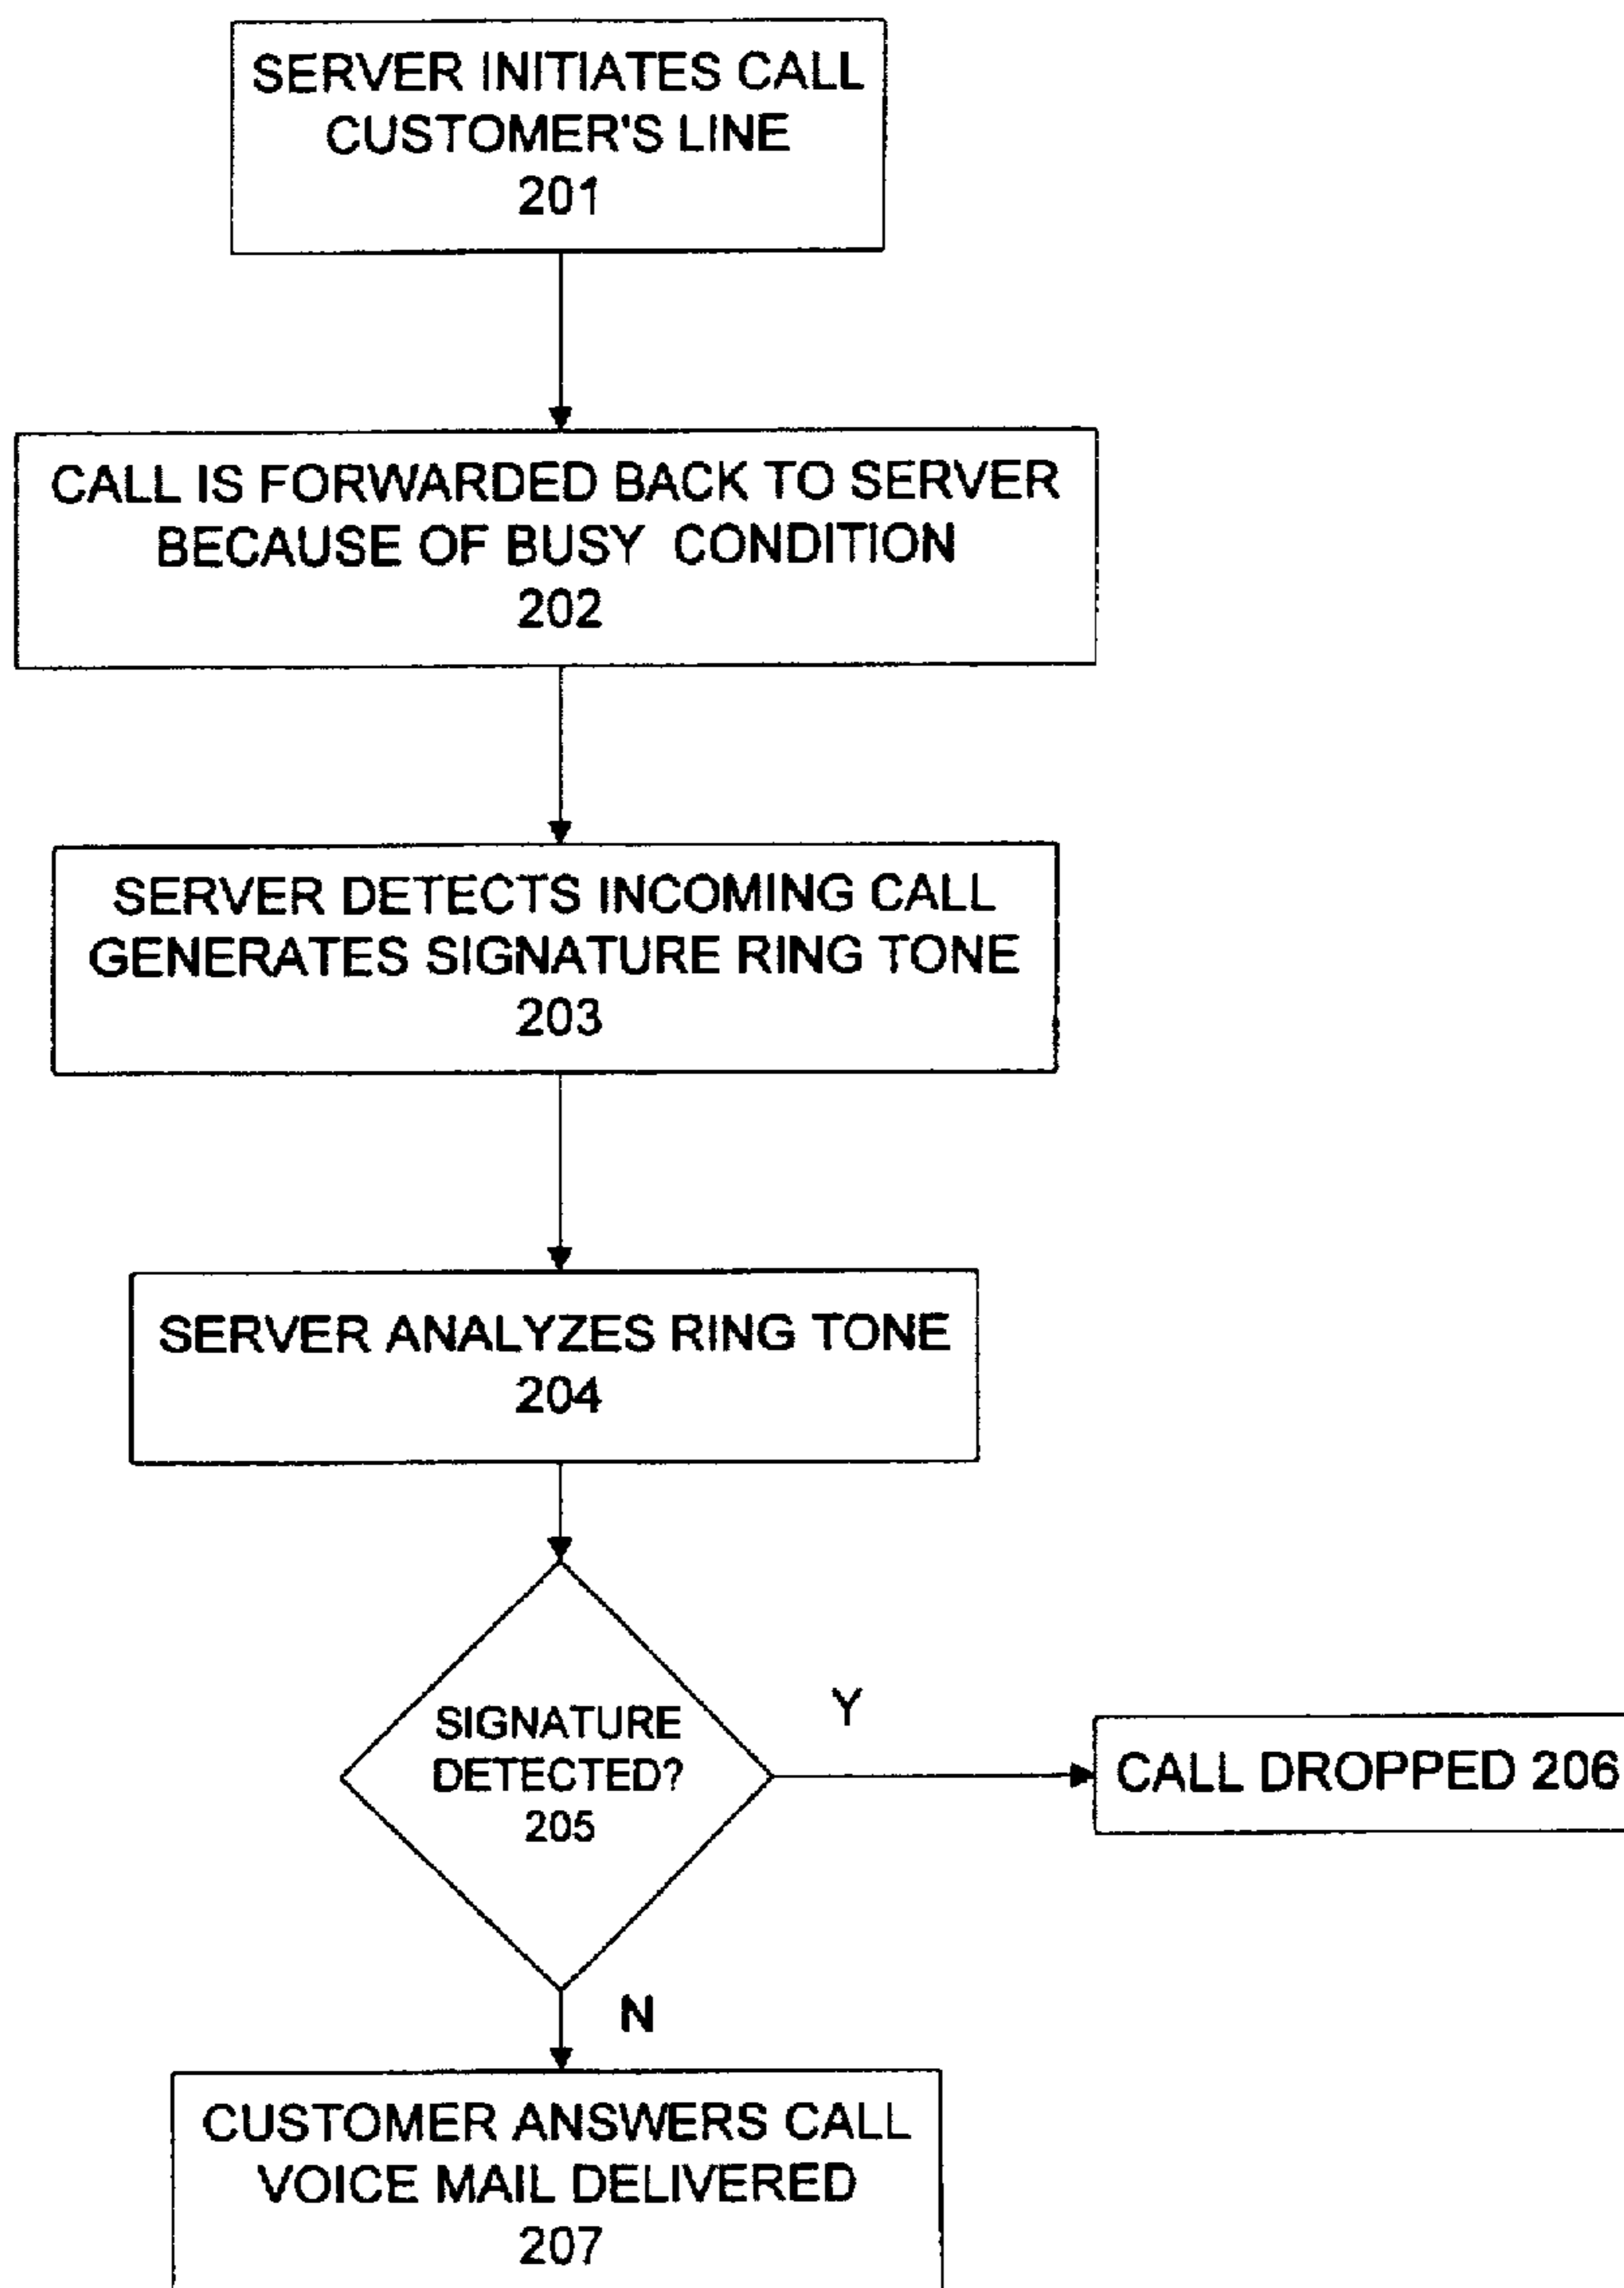 SERVER INITIATES CALL
CUSTOMER'S LINE
201
CALL IS FORWARDED BACK TO SERVER
BECAUSE OF BUSY CONDITION
202
SERVER DETECTS INCOMING CALL
GENERATES SIGNATURE RING TONE
203
SERVER ANALYZES RING TONE
204
SIGNATURE
DETECTED?
205
Y
CALL DROPPED 206
N
CUSTOMER ANSWERS CALL
VOICE MAIL DELIVERED
207